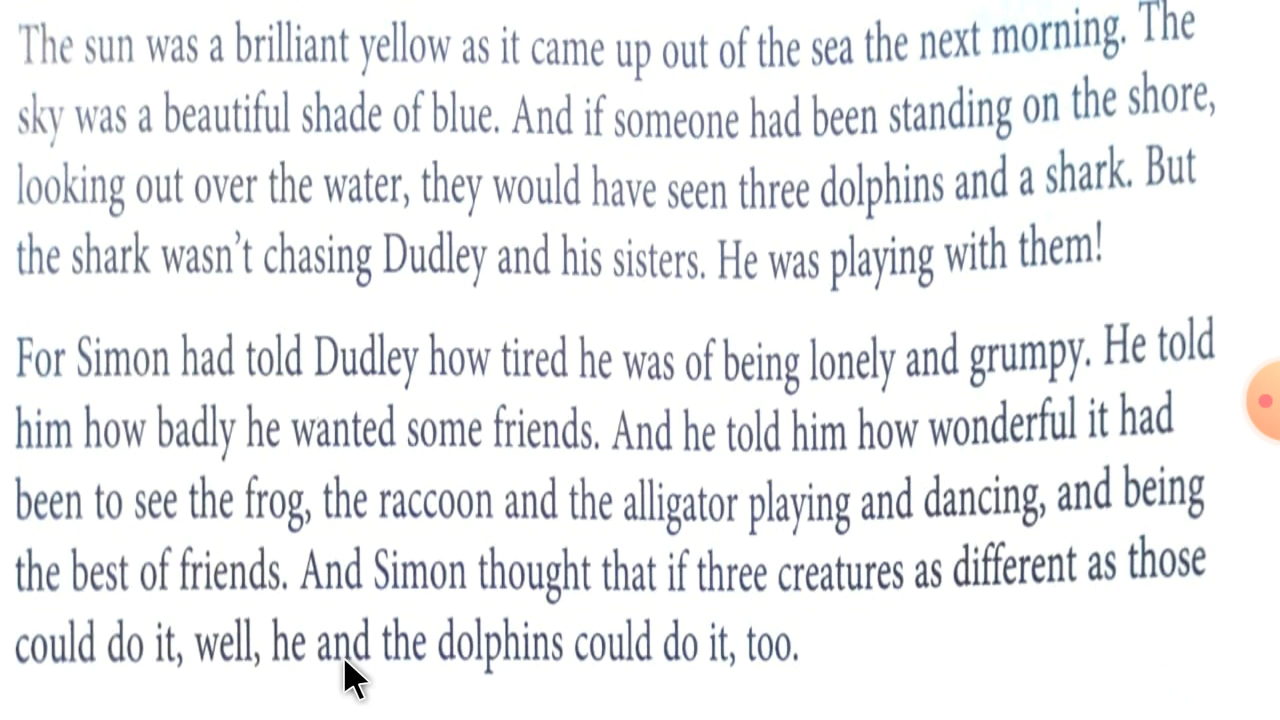 The sun was a brilliant yellow as it came up out of the sea the next morning. The
sky was a beautiful shade of blue. And if someone had been standing on the shore,
looking out over the water, they would have seen three dolphins and a shark. But
the shark wasn’t chasing Dudley and his sisters. He was playing with them!
For Simon had told Dudley how tired he was of being lonely and grumpy. He told
him how badly he wanted some friends. And he told him how wonderful it had
been to see the frog, the raccoon and the alligator playing and dancing, and being
the best of friends. And Simon thought that if three creatures as different as those
could do it, well, he and the dolphins could do it, too.